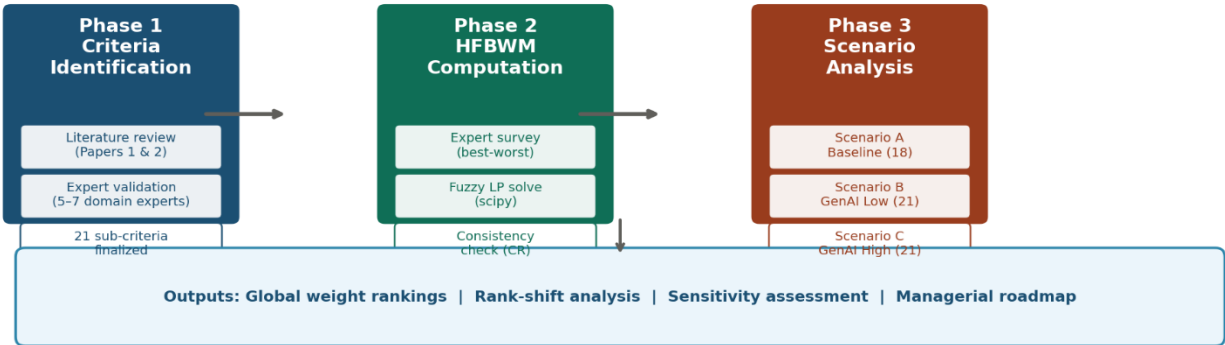 Phase 1
Criteria
Identification
Literature review
(Papers 1 & 2)
Expert validation
(5–7 domain experts)
21 sub-criteria
finalized
Phase 2
HFBWM
Computation
Expert survey
(best-worst)
Fuzzy LP solve
(scipy)
Consistency
check (CR)
Phase 3
Scenario
Analysis
Scenario A
Baseline (18)
Scenario B
GenAI Low (21)
Scenario C
GenAI High (21)
Outputs: Global weight rankings | Rank-shift analysis | Sensitivity assessment | Managerial roadmap